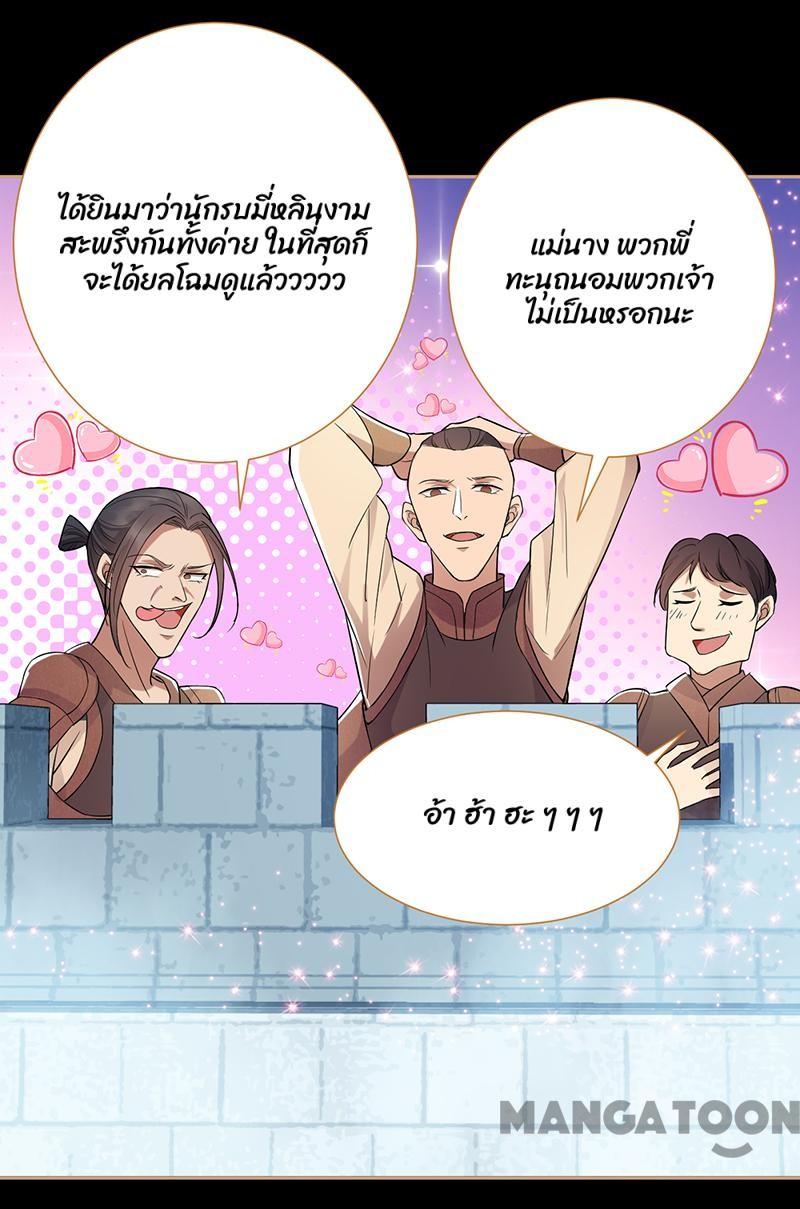 ได้ยินมาว่านักรบมี่หลินงาม
สะพรึงกันทั้งค่าย ในที่สุดก็
จะได้ยลโฉมดูแล้ววววว
แม่นาง พวกพี่
ทะนุถนอมพวกเจ้า
ไม่เป็นหรอกนะ
อ้า ฮ้า ฮะ ๆ ๆ ๆ
MANGATOON